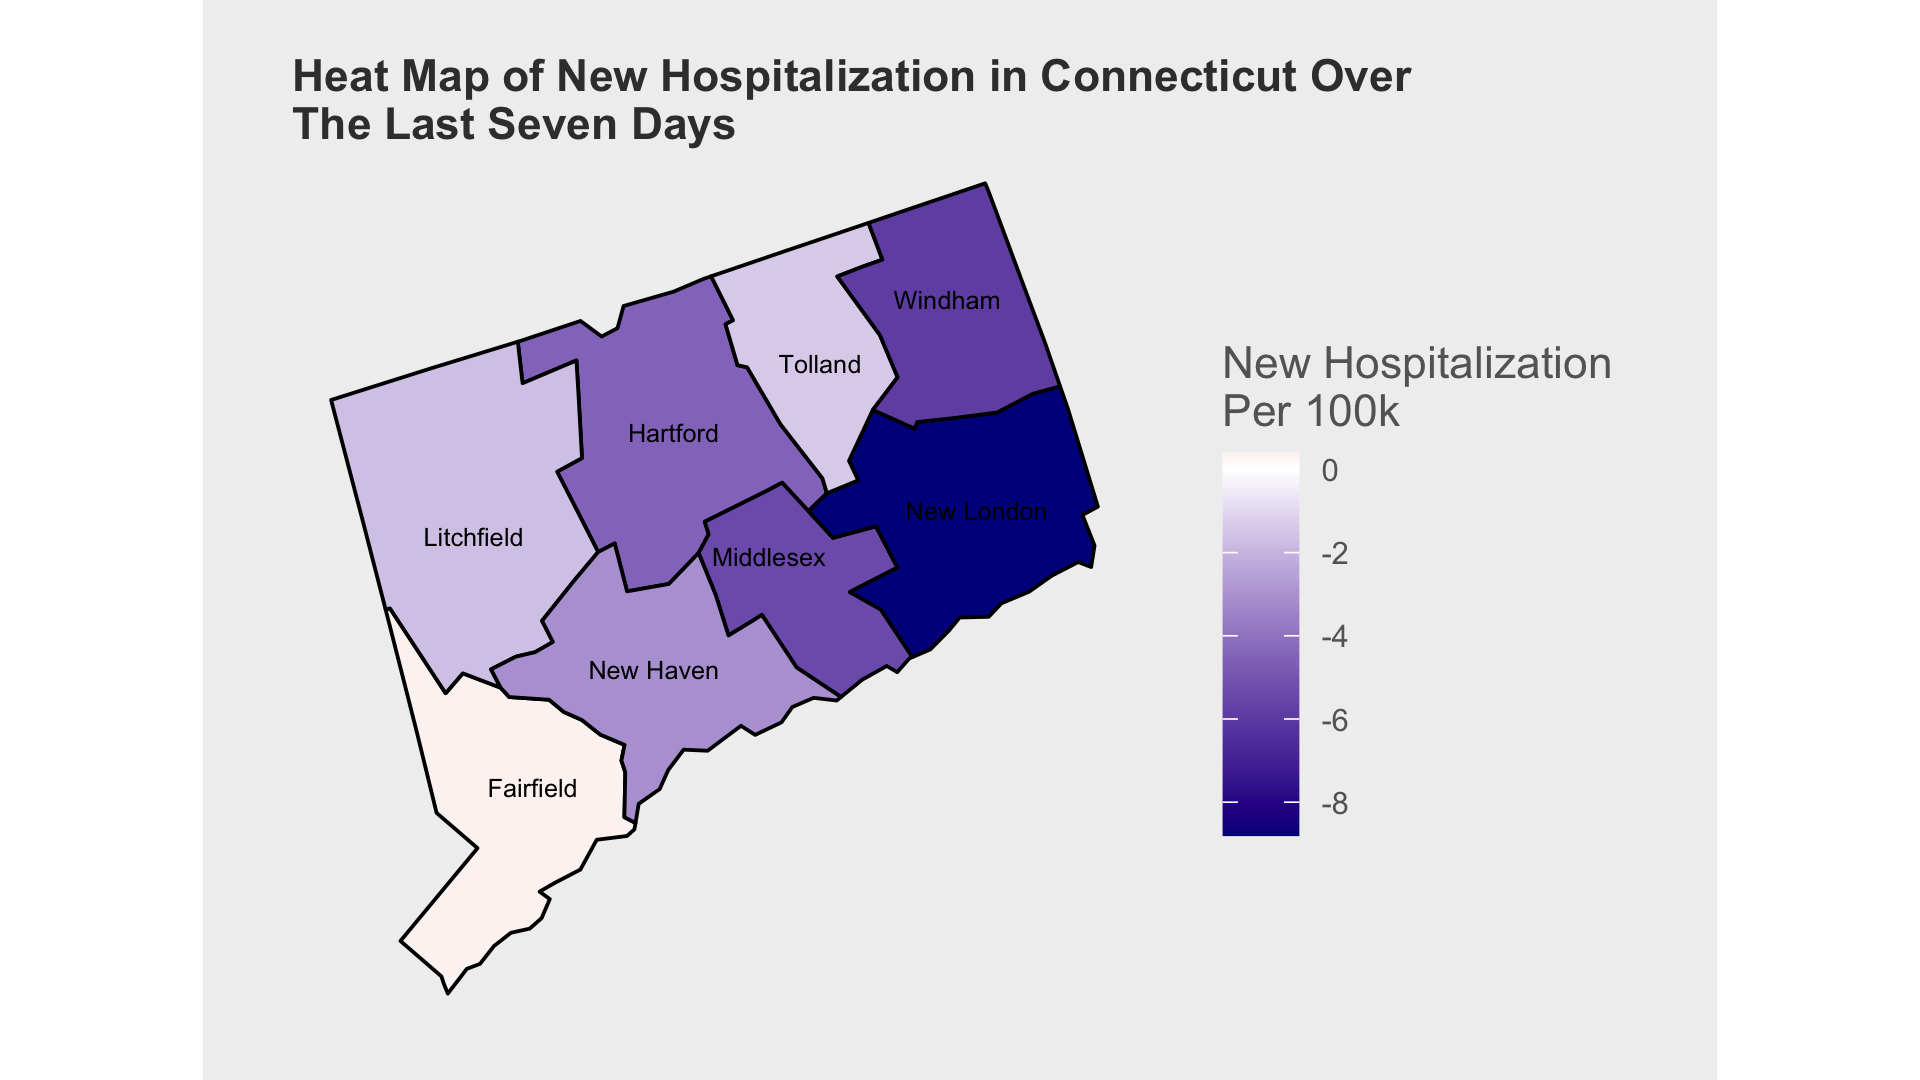 Heat Map of New Hospitalization in Connecticut Over
The Last Seven Days
Windham
Tolland
Hartford
New London
Litchfield
Middlesex
New Haven
Fairfield
New Hospitalization
Per 100k
0
-2
-4
-6
-8